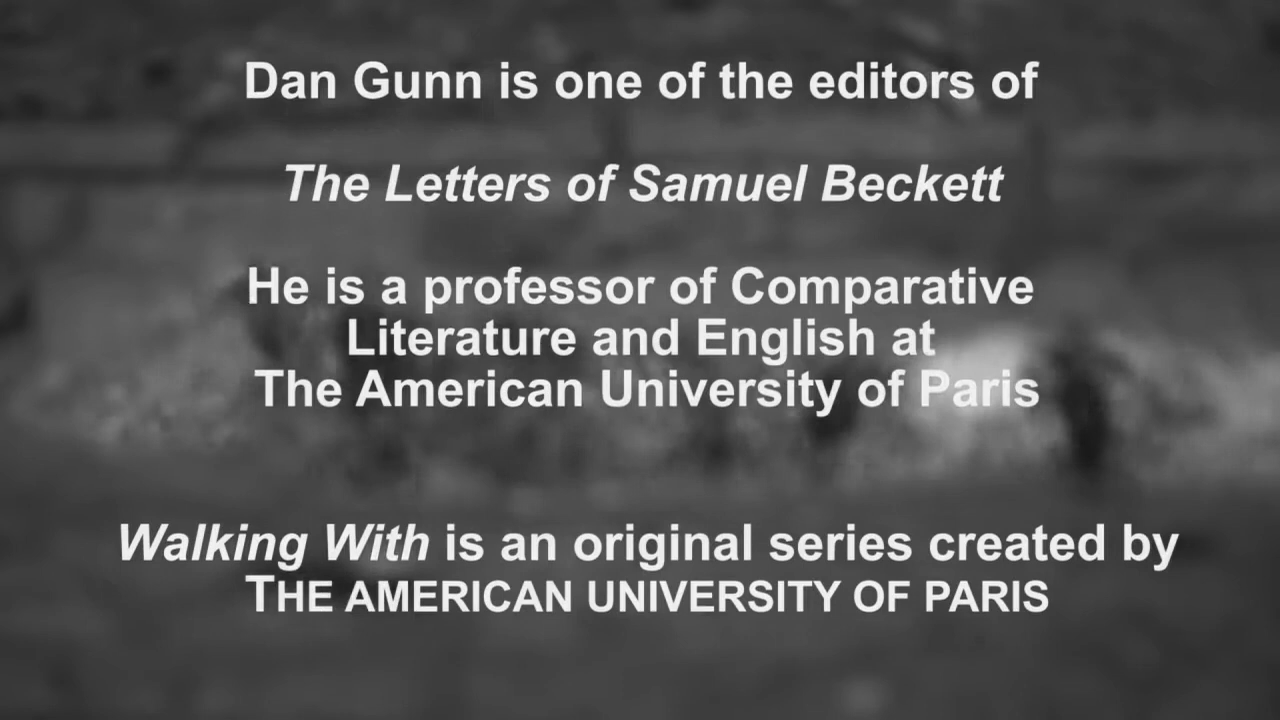 Dan Gunn is one of the editors of
The Letters of Samuel Beckett
He is a professor of Comparative
Literature and English at
The American University of Paris
Walking With is an original series created by
THE AMERICAN UNIVERSITY OF PARIS